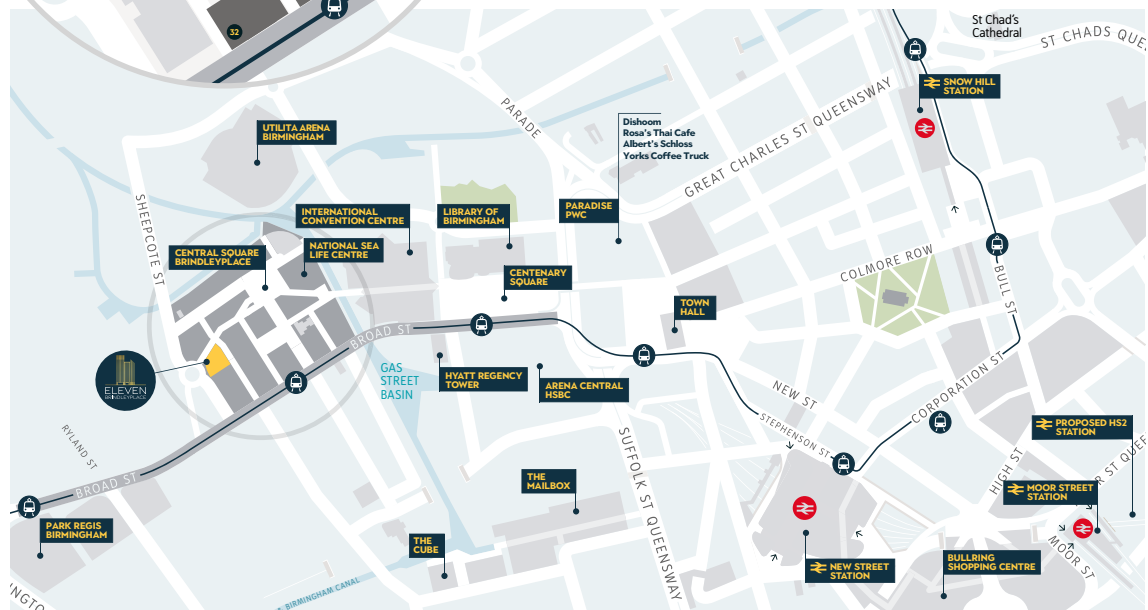 32
St Chad's
Cathedral
ST CHADS QUE
SNOW HILL
STATION
PARADE
Dishoom
Rosa's Thai Cafe
Albert's Schloss
Yorks Coffee Truck
GREAT CHARLES ST QUEENSWAY
UTILITA ARENA
BIRMINGHAM
SHEEPCOTE ST
INTERNATIONAL
CONVENTION CENTRE
LIBRARY OF
BIRMINGHAM
PARADISE
PWC
CENTRAL SQUARE
BRINDLEYPLACE
NATIONAL SEA
LIFE CENTRE
COLMORE ROW
BULL ST
CENTENARY
SQUARE
TOWN
HALL
BROAD ST
ELEVEN
BRINDLEYPLACE
GAS
STREET
BASIN
HYATT REGENCY
TOWER
ARENA CENTRAL
HSBC
NEW ST
CORPORATION ST
STEPHENSON ST
RYLAND ST
BROAD ST
SUFFOLK ST QUEENSWAY
HIGH ST
PROPOSED HS2
STATION
R ST QUEE
THE
MAILBOX
MOOR STREET
STATION
PARK REGIS
BIRMINGHAM
THE
CUBE
MOOR ST
NEW STREET
STATION
BULLRING
SHOPPING CENTRE
BIRMINGHAM CANAL
INGTO